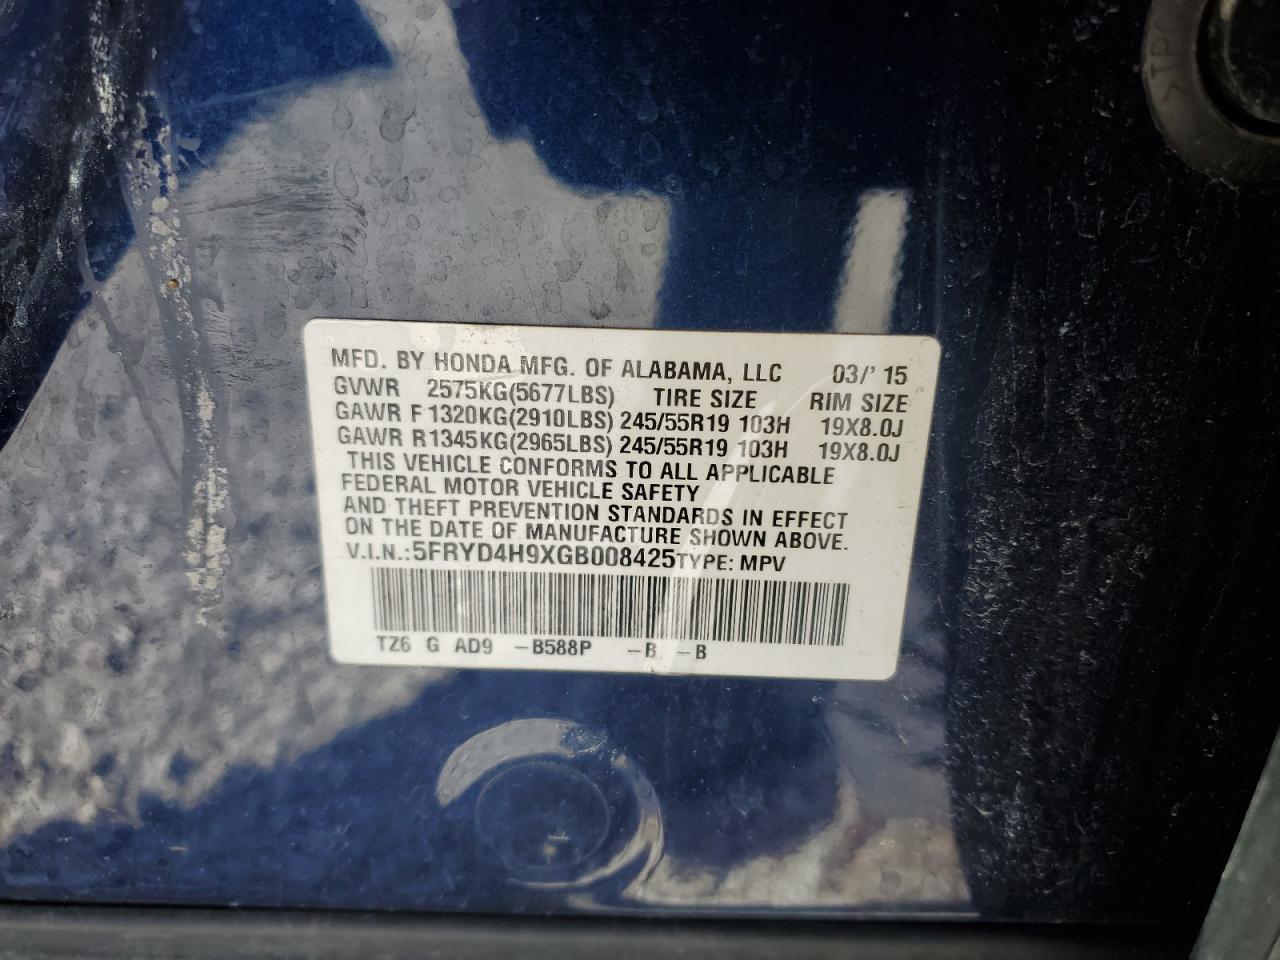 MFD. BY HONDA MFG. OF ALABAMA, LLC 03/' 15
GVWR 2575KG(5677LBS) TIRE SIZE RIM SIZE
GAWR F 1320KG(2910LBS) 245/55R19 103H 19X8.0J
GAWR R1345KG(2965LBS) 245/55R19 103H 19X8.0J
THIS VEHICLE CONFORMS TO ALL APPLICABLE
FEDERAL MOTOR VEHICLE SAFETY
AND THEFT PREVENTION STANDARDS IN EFFECT
ON THE DATE OF MANUFACTURE SHOWN ABOVE.
V.I.N.:5FRYD4H9XGB008425TYPE: MPV
TZ6 G AD9 -B588P -B -B